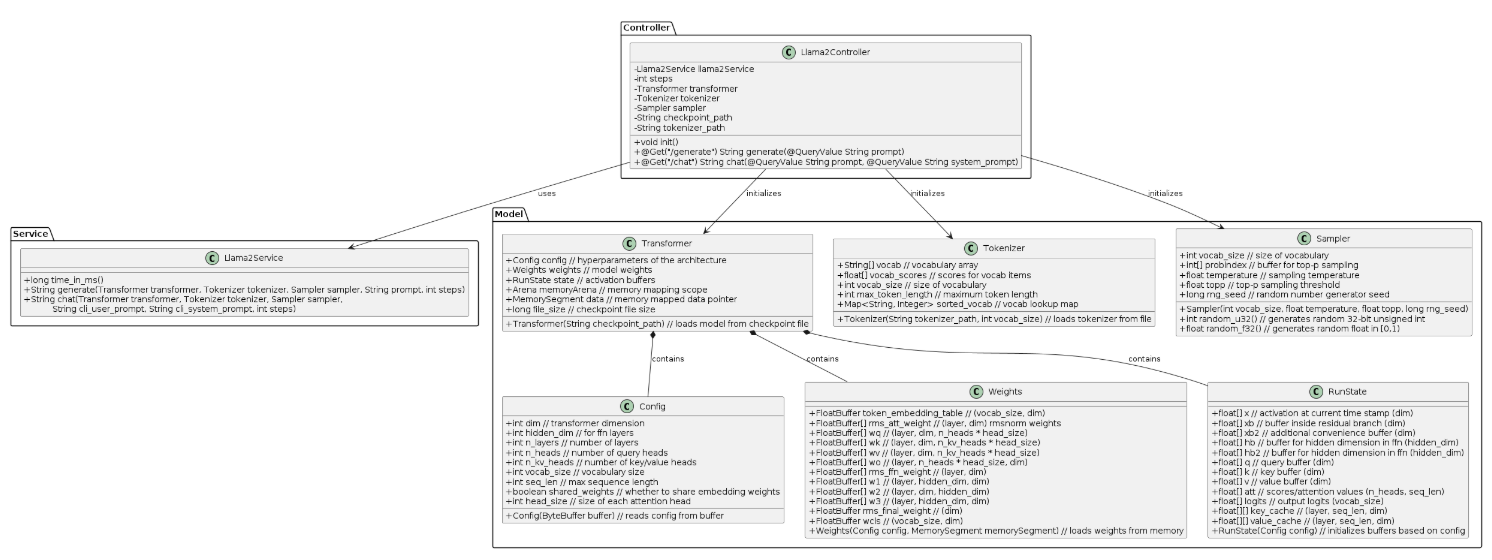 Controller
C Llama2Controller
-Llama2Service llama2Service
-int steps
-Transformer transformer
-Tokenizer tokenizer
-Sampler sampler
-String checkpoint_path
-String tokenizer_path
+void init()
+@Get("/generate") String generate(@QueryValue String prompt)
+@Get("/chat") String chat(@QueryValue String prompt, @QueryValue String system_prompt)
uses
initializes
initializes
initializes
Service
C Llama2Service
+long time_in_ms()
+String generate(Transformer transformer, Tokenizer tokenizer, Sampler sampler, String prompt, int steps)
+String chat(Transformer transformer, Tokenizer tokenizer, Sampler sampler,
String cli_user_prompt, String cli_system_prompt, int steps)
Model
C Transformer
+Config config // hyperparameters of the architecture
+Weights weights // model weights
+RunState state // activation buffers
+Arena memoryArena // memory mapping scope
+MemorySegment data // memory mapped data pointer
+long file_size // checkpoint file size
+Transformer(String checkpoint_path) // loads model from checkpoint file
C Tokenizer
+String[] vocab // vocabulary array
+float[] vocab_scores // scores for vocab items
+int vocab_size // size of vocabulary
+int max_token_length // maximum token length
+Map<String, Integer> sorted_vocab // vocab lookup map
+Tokenizer(String tokenizer_path, int vocab_size) // loads tokenizer from file
C Sampler
+int vocab_size // size of vocabulary
+int[] probindex // buffer for top-p sampling
+float temperature // sampling temperature
+float topp // top-p sampling threshold
+long rng_seed // random number generator seed
+Sampler(int vocab_size, float temperature, float topp, long rng_seed)
+int random_u32() // generates random 32-bit unsigned int
+float random_f32() // generates random float in [0,1)
contains
contains
contains
C Config
+int dim // transformer dimension
+int hidden_dim // for ffn layers
+int n_layers // number of layers
+int n_heads // number of query heads
+int n_kv_heads // number of key/value heads
+int vocab_size // vocabulary size
+int seq_len // max sequence length
+boolean shared_weights // whether to share embedding weights
+int head_size // size of each attention head
+Config(ByteBuffer buffer) // reads config from buffer
C Weights
+FloatBuffer token_embedding_table // (vocab_size, dim)
+FloatBuffer[] rms_att_weight // (layer, dim) rmsnorm weights
+FloatBuffer[] wq // (layer, dim, n_heads * head_size)
+FloatBuffer[] wk // (layer, dim, n_kv_heads * head_size)
+FloatBuffer[] wv // (layer, dim, n_kv_heads * head_size)
+FloatBuffer[] wo // (layer, n_heads * head_size, dim)
+FloatBuffer[] rms_ffn_weight // (layer, dim)
+FloatBuffer[] w1 // (layer, hidden_dim, dim)
+FloatBuffer[] w2 // (layer, dim, hidden_dim)
+FloatBuffer[] w3 // (layer, hidden_dim, dim)
+FloatBuffer rms_final_weight // (dim)
+FloatBuffer wcls // (vocab_size, dim)
+Weights(Config config, MemorySegment memorySegment) // loads weights from memory
C RunState
+float[] x // activation at current time stamp (dim)
+float[] xb // buffer inside residual branch (dim)
+float[] xb2 // additional convenience buffer (dim)
+float[] hb // buffer for hidden dimension in ffn (hidden_dim)
+float[] hb2 // buffer for hidden dimension in ffn (hidden_dim)
+float[] q // query buffer (dim)
+float[] k // key buffer (dim)
+float[] v // value buffer (dim)
+float[] att // scores/attention values (n_heads, seq_len)
+float[] logits // output logits (vocab_size)
+float[][] key_cache // (layer, seq_len, dim)
+float[][] value_cache // (layer, seq_len, dim)
+RunState(Config config) // initializes buffers based on config